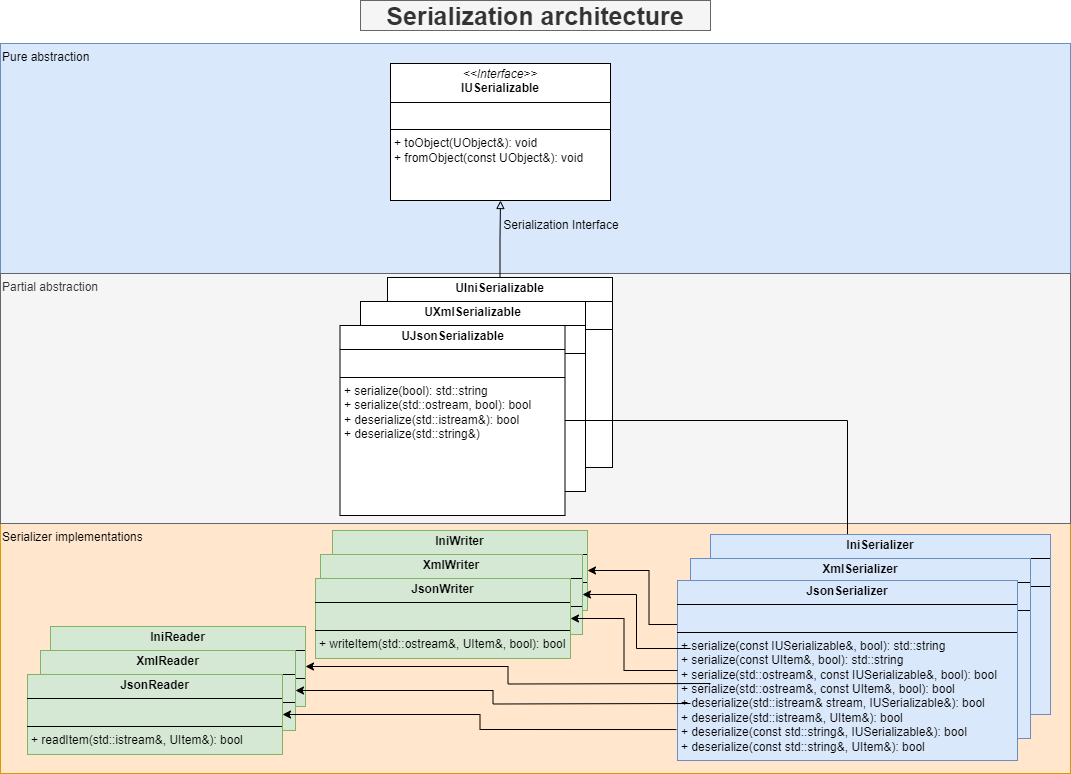 Serialization architecture
Pure abstraction
<<Interface>>
IUSerializable
+ toObject(UObject&): void
+ fromObject(const UObject&): void
Serialization Interface
Partial abstraction
UIniSerializable
UXmlSerializable
UJsonSerializable
+ serialize(bool): std::string
+ serialize(std::ostream, bool): bool
+ deserialize(std::istream&): bool
+ deserialize(std::string&)
Serializer implementations
IniWriter
XmlWriter
JsonWriter
+ writeItem(std::ostream&, UItem&, bool): bool
IniReader
XmlReader
JsonReader
+ readItem(std::istream&, UItem&): bool
IniSerializer
XmlSerializer
JsonSerializer
+ serialize(const IUSerializable&, bool): std::string
+ serialize(const UItem&, bool): std::string
+ serialize(std::ostream&, const IUSerializable&, bool): bool
+ serialize(std::ostream&, const UItem&, bool): bool
+ deserialize(std::istream& stream, IUSerializable&): bool
+ deserialize(std::istream&, UItem&): bool
+ deserialize(const std::string&, IUSerializable&): bool
+ deserialize(const std::string&, UItem&): bool